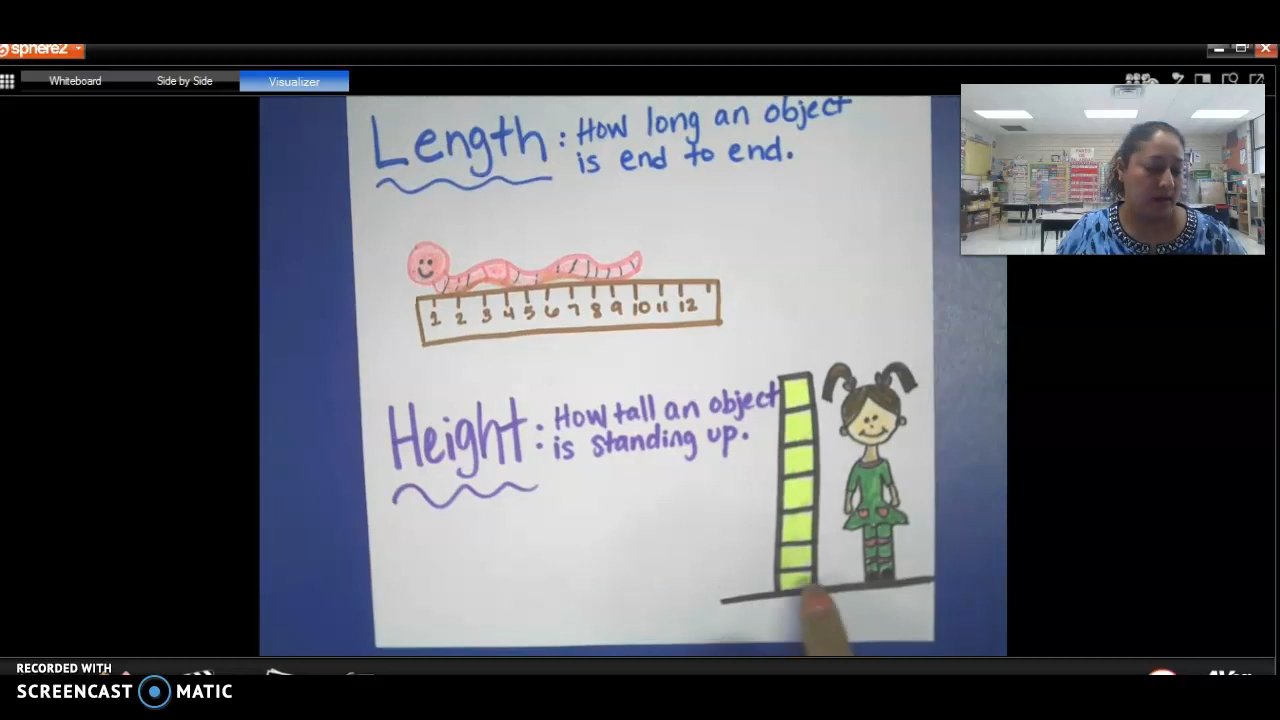 sphere2
Whiteboard Side by Side Visualizer
Length: How long an object
is end to end.
1 2 3 4 5 6 7 8 9 10 11 12
Height: How tall an object
is standing up.
RECORDED WITH
SCREENCAST MATIC